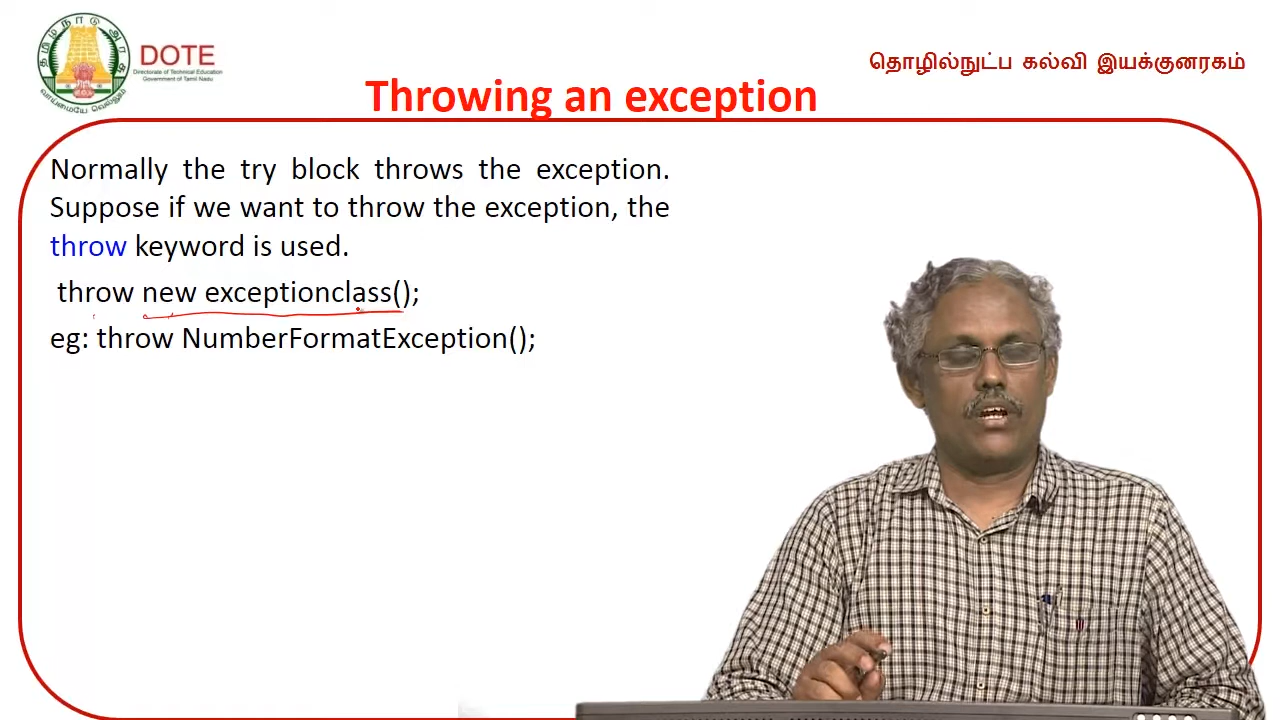 தமிழ்நாடு அரசு
வாய்மையே வெல்லும்
DOTE
Directorate of Technical Education
Government of Tamil Nadu
தொழில்நுட்ப கல்வி இயக்குனரகம்
Throwing an exception
Normally the try block throws the exception.
Suppose if we want to throw the exception, the
throw keyword is used.
throw new exceptionclass();
eg: throw NumberFormatException();